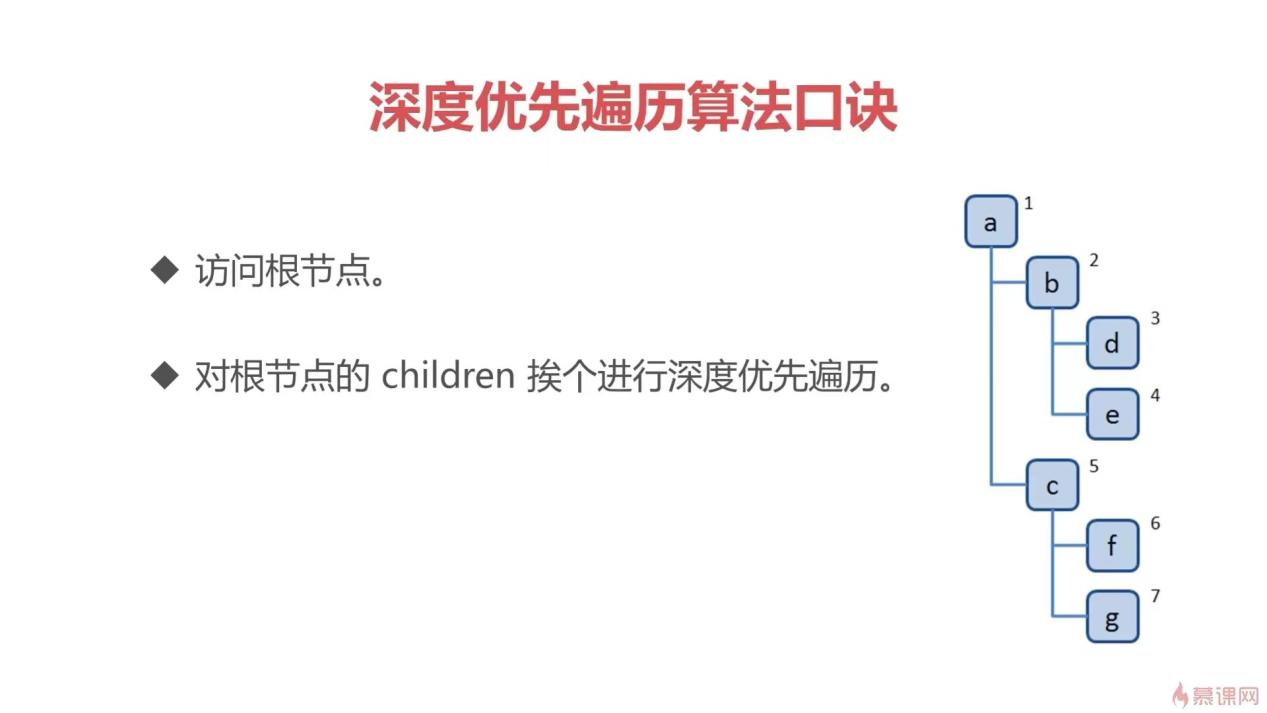 深度优先遍历算法口诀
◆ 访问根节点。
◆ 对根节点的 children 挨个进行深度优先遍历。
a 1
b 2
d 3
e 4
c 5
f 6
g 7
慕课网